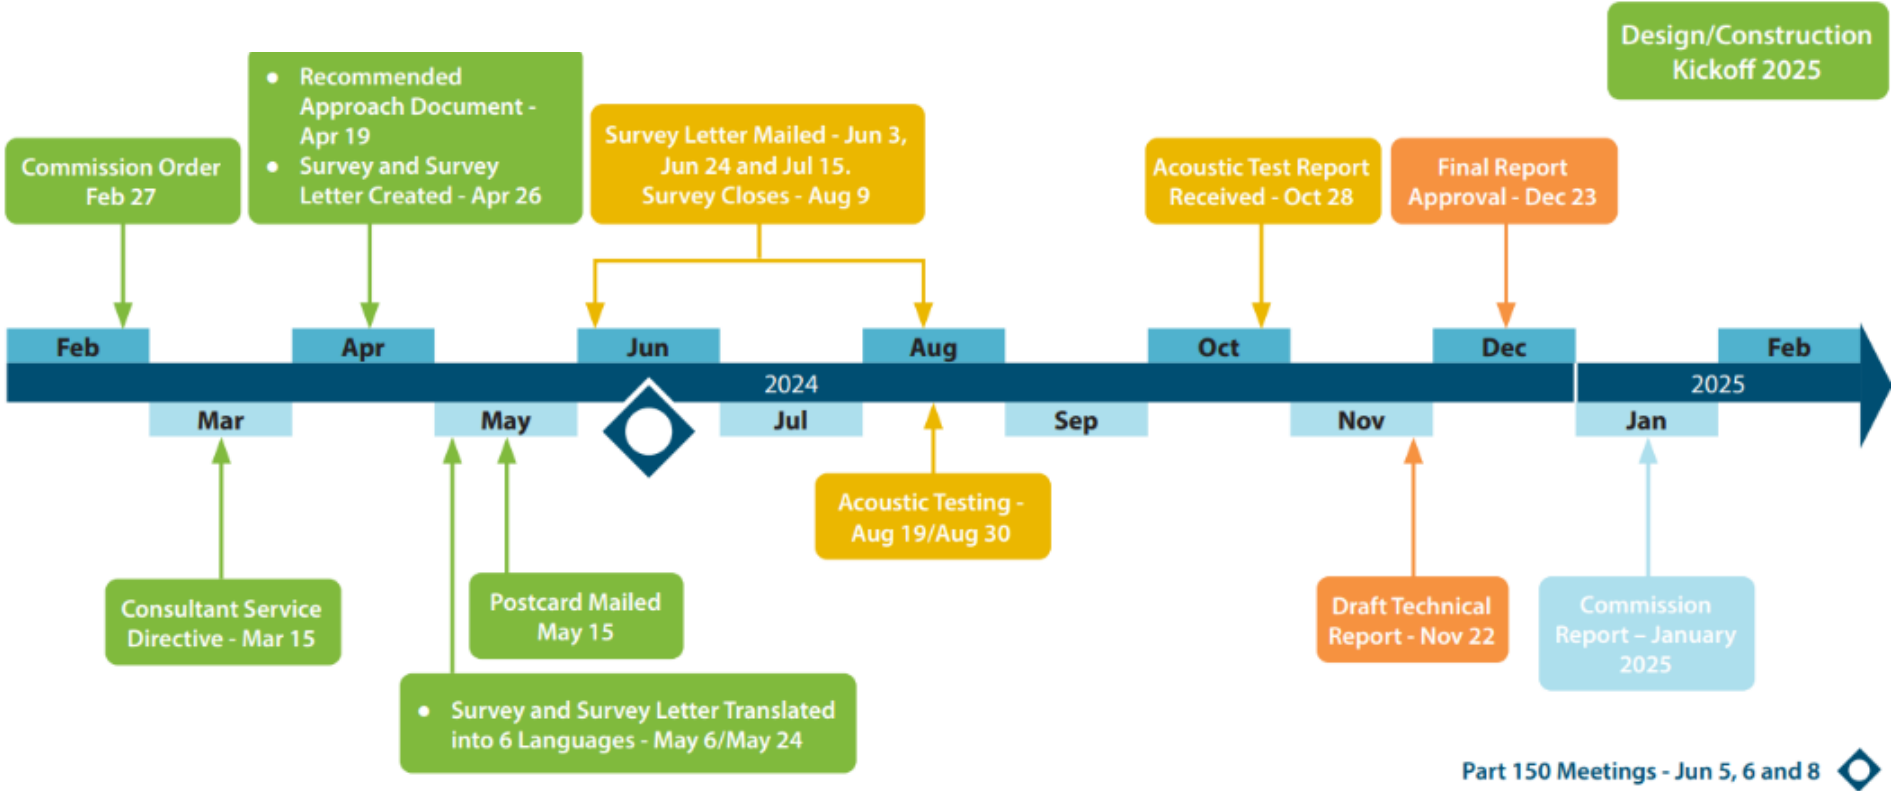 Design/Construction
Kickoff 2025
Commission Order
Feb 27
● Recommended
Approach Document -
Apr 19
● Survey and Survey
Letter Created - Apr 26
Survey Letter Mailed - Jun 3,
Jun 24 and Jul 15.
Survey Closes - Aug 9
Acoustic Test Report
Received - Oct 28
Final Report
Approval - Dec 23
Feb
Apr
Jun
Aug
Oct
Dec
Feb
2024
2025
Mar
May
Jul
Sep
Nov
Jan
Consultant Service
Directive - Mar 15
Postcard Mailed
May 15
● Survey and Survey Letter Translated
into 6 Languages - May 6/May 24
Acoustic Testing -
Aug 19/Aug 30
Draft Technical
Report - Nov 22
Commission
Report – January
2025
Part 150 Meetings - Jun 5, 6 and 8